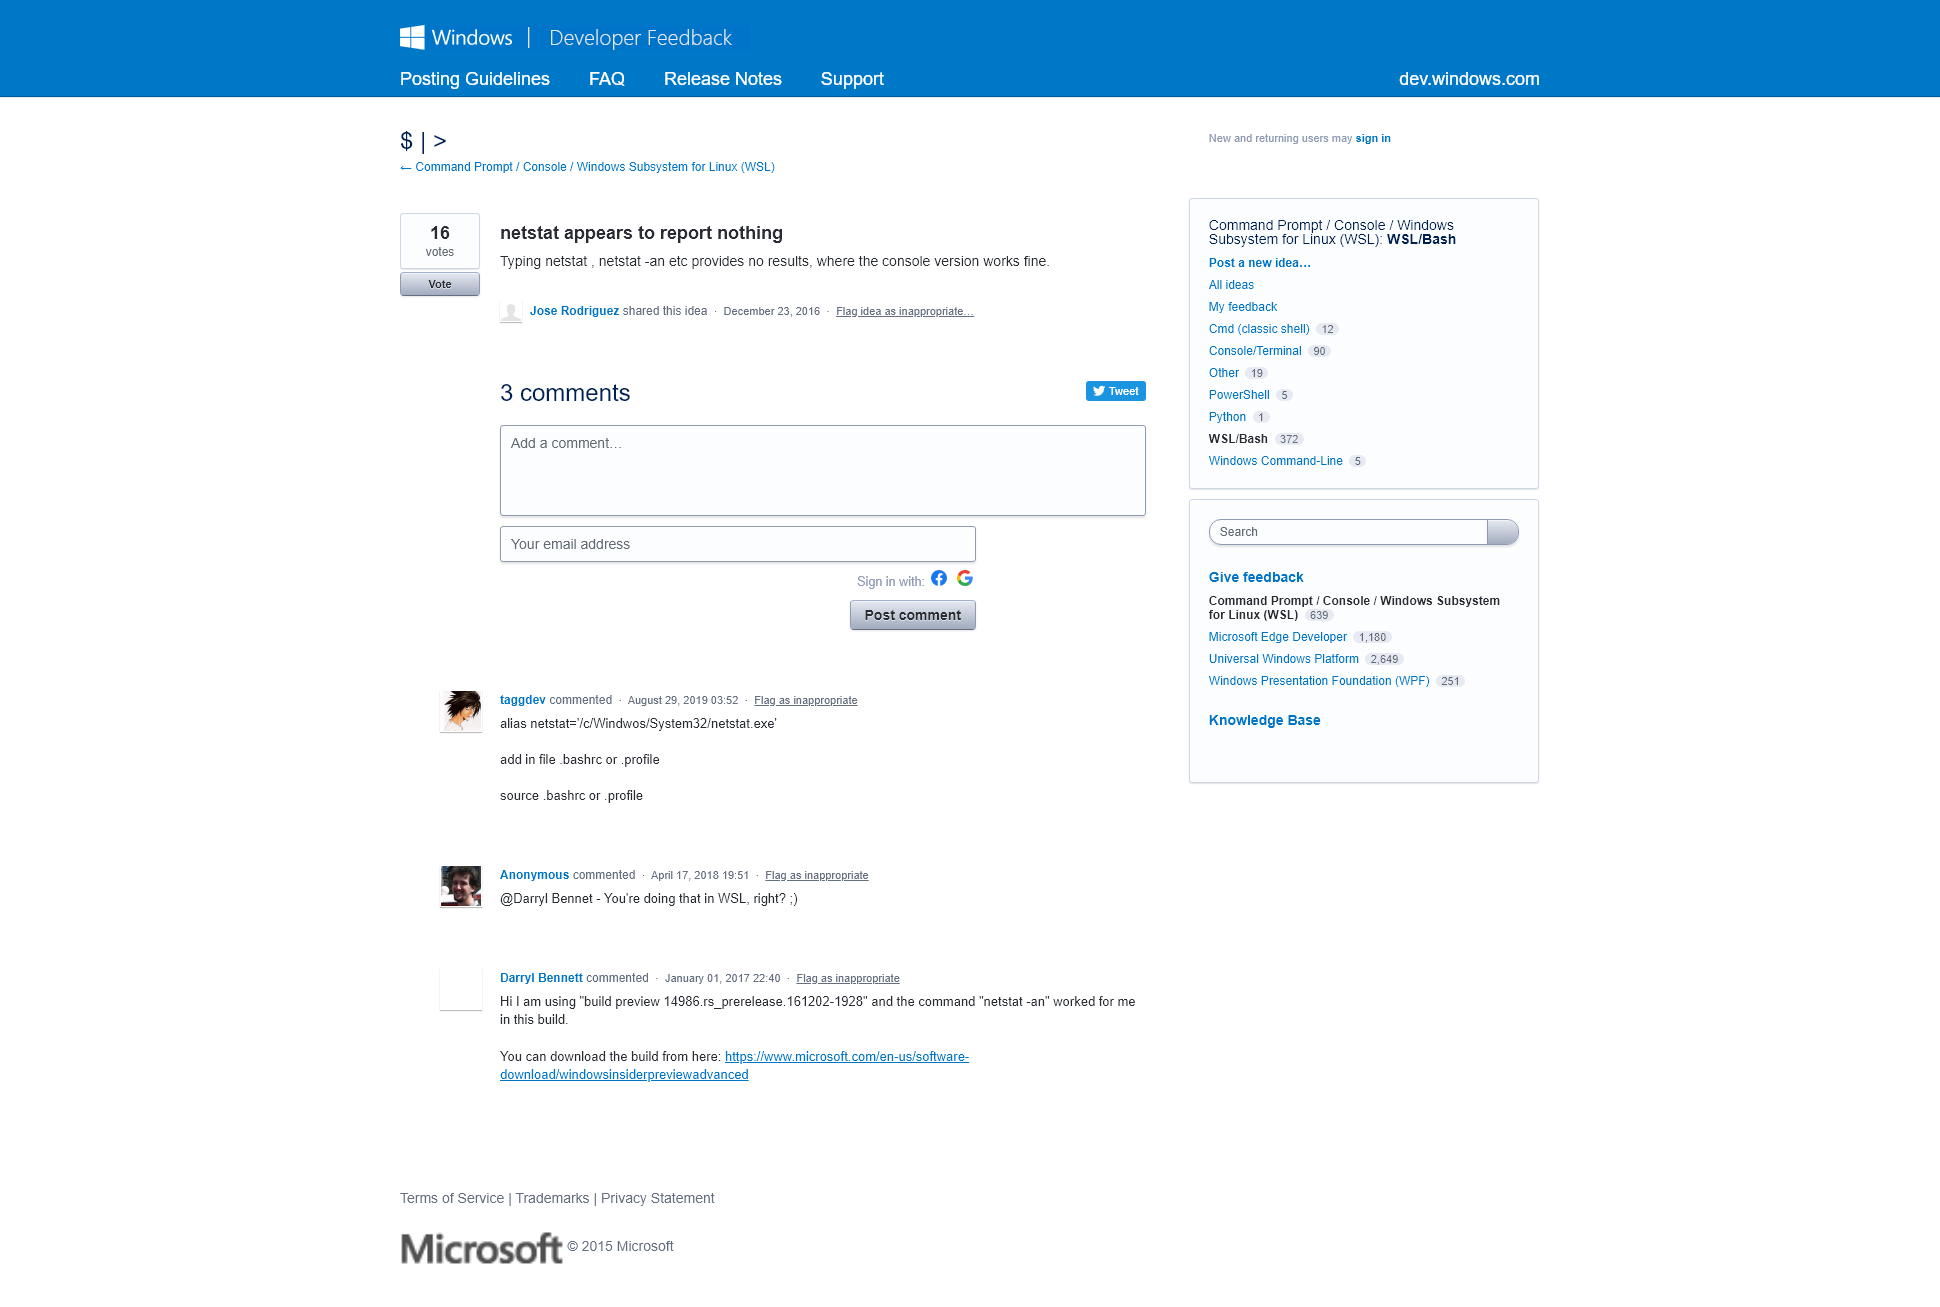 Windows | Developer Feedback
Posting Guidelines FAQ Release Notes Support dev.windows.com
$ | >
← Command Prompt / Console / Windows Subsystem for Linux (WSL)
New and returning users may sign in
16
votes
Vote
netstat appears to report nothing
Typing netstat , netstat -an etc provides no results, where the console version works fine.
Jose Rodriguez shared this idea · December 23, 2016 · Flag idea as inappropriate…
3 comments
Tweet
Add a comment…
Your email address
Sign in with:
Post comment
taggdev commented · August 29, 2019 03:52 · Flag as inappropriate
alias netstat='/c/Windwos/System32/netstat.exe'
add in file .bashrc or .profile
source .bashrc or .profile
Anonymous commented · April 17, 2018 19:51 · Flag as inappropriate
@Darryl Bennet - You're doing that in WSL, right? ;)
Darryl Bennett commented · January 01, 2017 22:40 · Flag as inappropriate
Hi I am using "build preview 14986.rs_prerelease.161202-1928" and the command "netstat -an" worked for me
in this build.
You can download the build from here: https://www.microsoft.com/en-us/software-
download/windowsinsiderpreviewadvanced
Command Prompt / Console / Windows
Subsystem for Linux (WSL): WSL/Bash
Post a new idea…
All ideas
My feedback
Cmd (classic shell) 12
Console/Terminal 90
Other 19
PowerShell 5
Python 1
WSL/Bash 372
Windows Command-Line 5
Search
Give feedback
Command Prompt / Console / Windows Subsystem
for Linux (WSL) 639
Microsoft Edge Developer 1,180
Universal Windows Platform 2,649
Windows Presentation Foundation (WPF) 251
Knowledge Base
Terms of Service | Trademarks | Privacy Statement
Microsoft © 2015 Microsoft